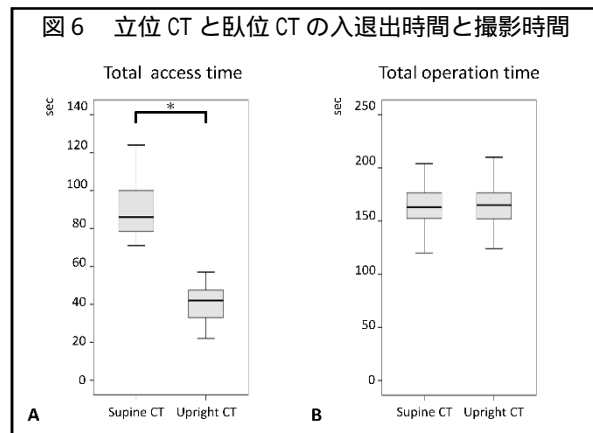 図6 立位 CT と臥位 CT の入退出時間と撮影時間
Total access time
sec
140
120
100
80
60
40
20
0
*
Supine CT Upright CT
A
Total operation time
sec
250
200
150
100
50
0
Supine CT Upright CT
B